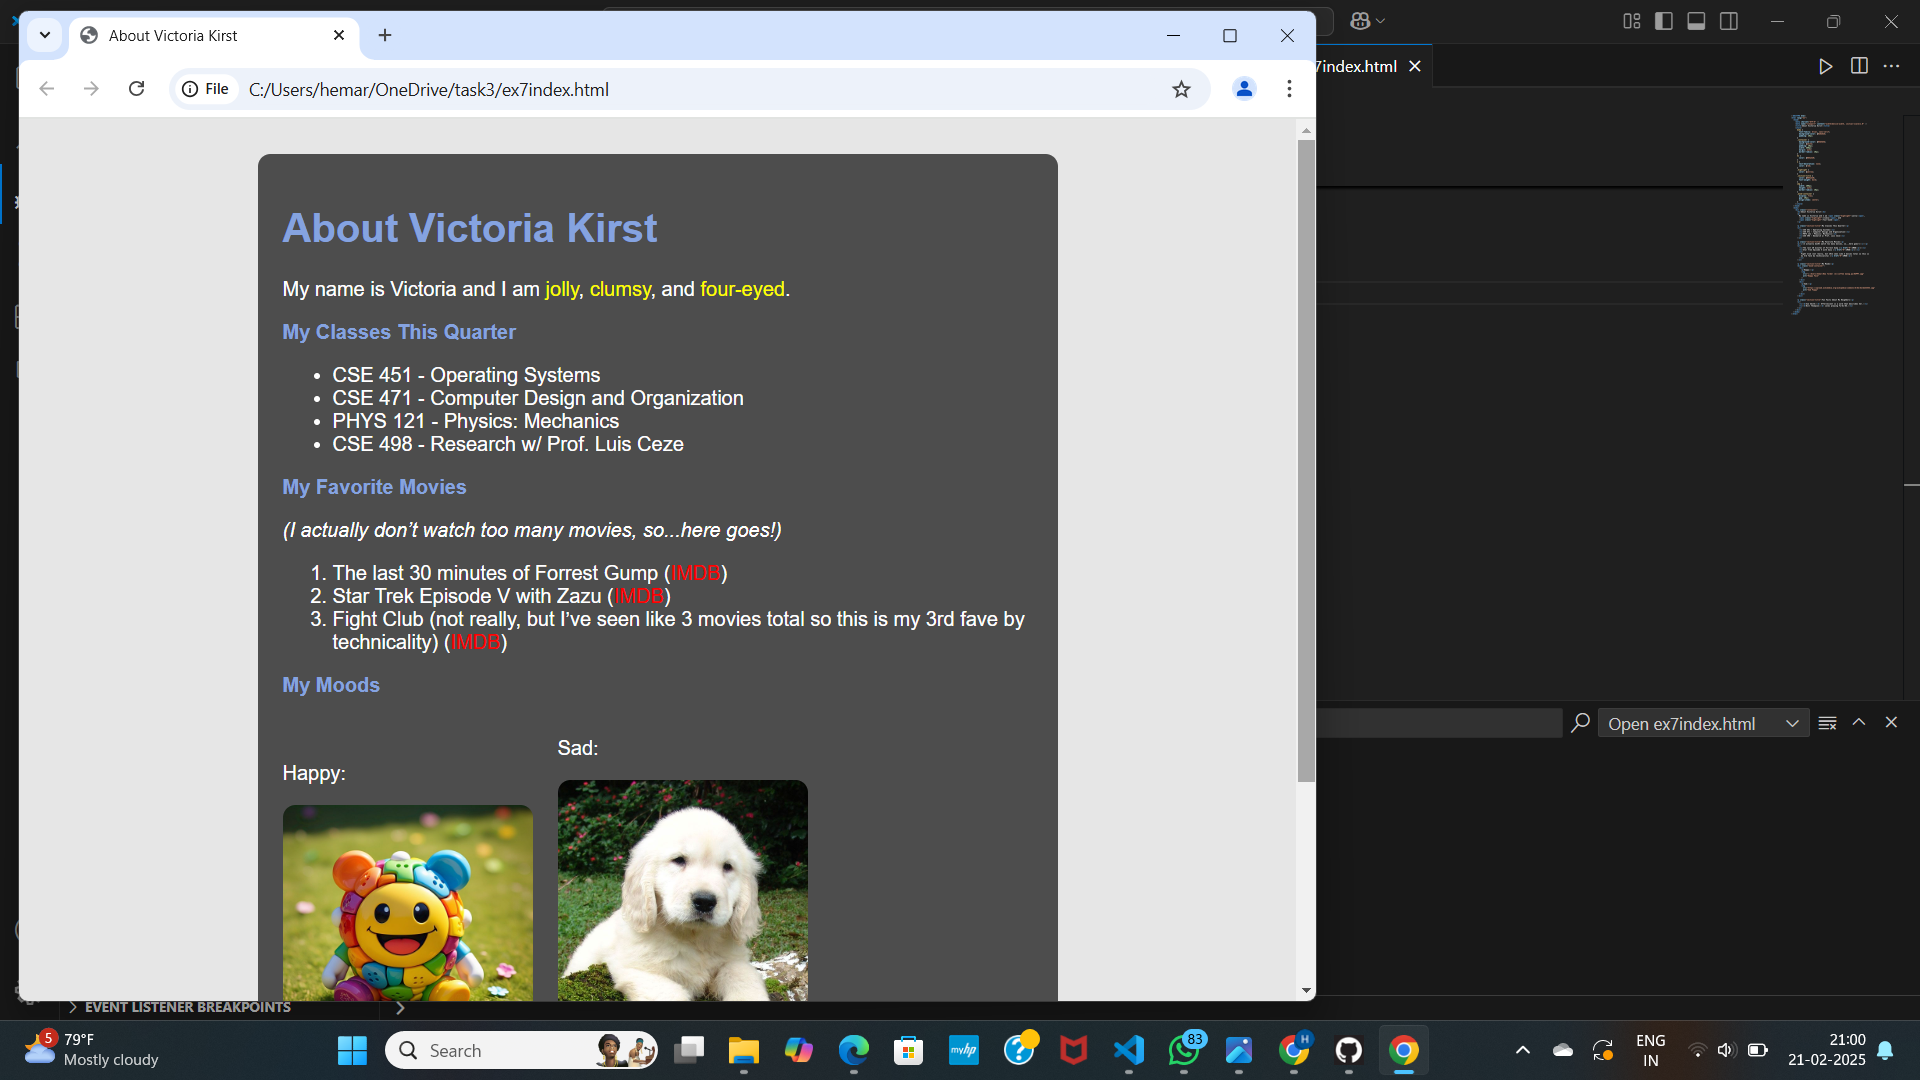 About Victoria Kirst
File
C:/Users/hemar/OneDrive/task3/ex7index.html
7index.html
About Victoria Kirst
My name is Victoria and I am jolly, clumsy, and four-eyed.
My Classes This Quarter
• CSE 451 - Operating Systems
• CSE 471 - Computer Design and Organization
• PHYS 121 - Physics: Mechanics
• CSE 498 - Research w/ Prof. Luis Ceze
My Favorite Movies
(I actually don’t watch too many movies, so...here goes!)
1. The last 30 minutes of Forrest Gump (IMDB)
2. Star Trek Episode V with Zazu (IMDB)
3. Fight Club (not really, but I’ve seen like 3 movies total so this is my 3rd fave by
technicality) (IMDB)
My Moods
Happy:
Sad:
Open ex7index.html
EVENT LISTENER BREAKPOINTS
5
79°F
Mostly cloudy
Search
myhp
83
H
ENG
IN
21:00
21-02-2025